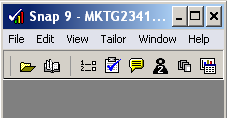 Snap 9 - MKTG2341...
File Edit View Tailor Window Help